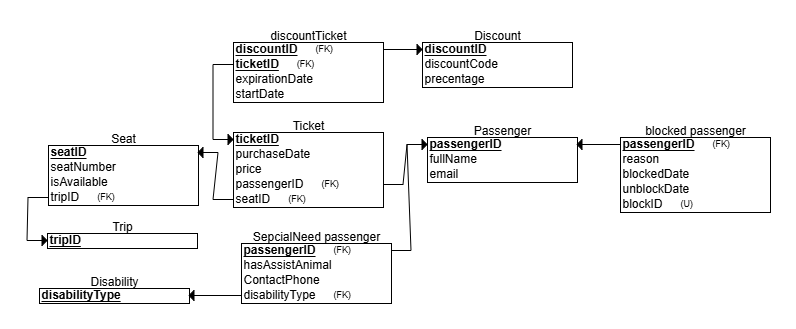 discountTicket
discountID (FK)
ticketID (FK)
expirationDate
startDate
Discount
discountID
discountCode
precentage
Ticket
ticketID
purchaseDate
price
passengerID (FK)
seatID (FK)
Passenger
passengerID
fullName
email
blocked passenger
passengerID (FK)
reason
blockedDate
unblockDate
blockID (U)
Seat
seatID
seatNumber
isAvailable
tripID (FK)
Trip
tripID
SepcialNeed passenger
passengerID (FK)
hasAssistAnimal
ContactPhone
disabilityType (FK)
Disability
disabilityType